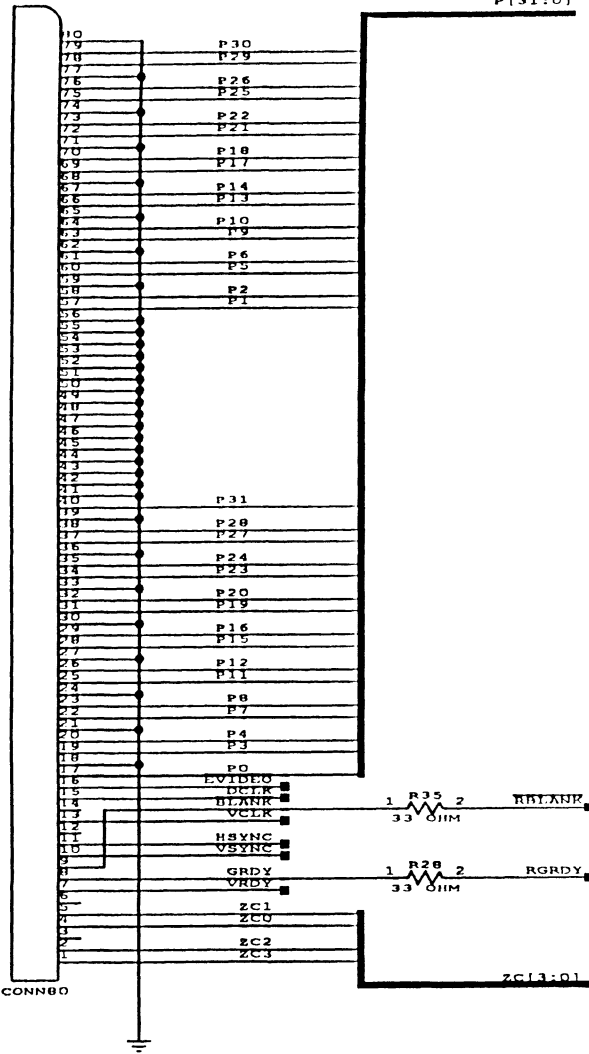 P[31:0]
80
79 P30
78 P29
77
76 P26
75 P25
74
73 P22
72 P21
71
70 P18
69 P17
68
67 P14
66 P13
65
64 P10
63 P9
62
61 P6
60 P5
59
58 P2
57 P1
56
55
54
53
52
51
50
49
48
47
46
45
44
43
42
41
40 P31
39
38 P28
37 P27
36
35 P24
34 P23
33
32 P20
31 P19
30
29 P16
28 P15
27
26 P12
25 P11
24
23 P8
22 P7
21
20 P4
19 P3
18
17 P0
16 EVIDEO
15 DCLK
14 BLANK 1 R35 2 RBLANK
13 VCLK 33 OHM
12
11 HSYNC
10 VSYNC
9
8 GRDY 1 R28 2 RGRDY
7 VRDY 33 OHM
6
5 ZC1
4 ZC0
3
2 ZC2
1 ZC3
ZC[3:0]
CONN80